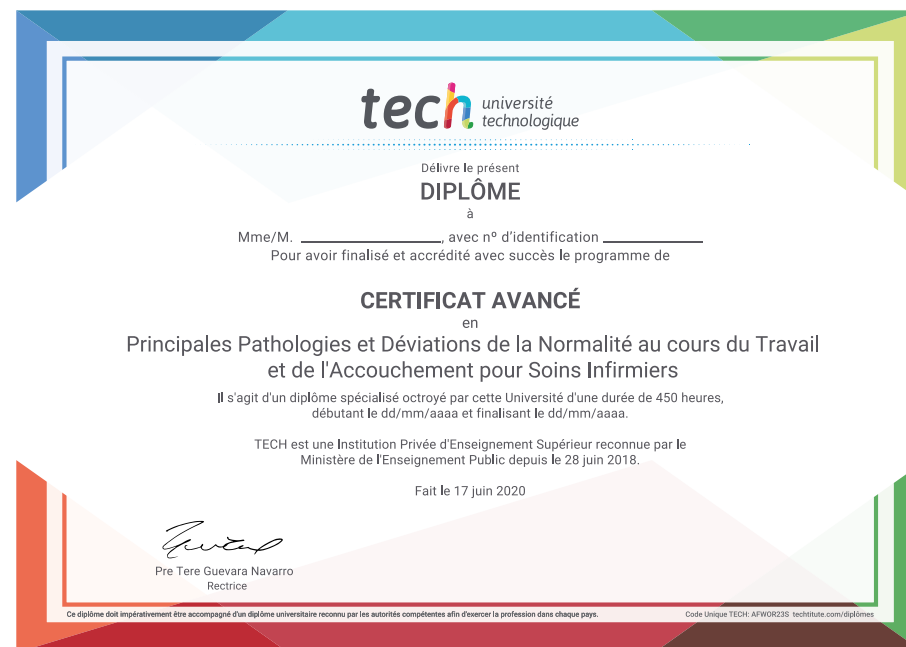 tech université
technologique
Délivre le présent
DIPLÔME
à
Mme/M. ____________________, avec nº d'identification ______________
Pour avoir finalisé et accrédité avec succès le programme de
CERTIFICAT AVANCÉ
en
Principales Pathologies et Déviations de la Normalité au cours du Travail
et de l'Accouchement pour Soins Infirmiers
Il s'agit d'un diplôme spécialisé octroyé par cette Université d'une durée de 450 heures,
débutant le dd/mm/aaaa et finalisant le dd/mm/aaaa.
TECH est une Institution Privée d'Enseignement Supérieur reconnue par le
Ministère de l'Enseignement Public depuis le 28 juin 2018.
Fait le 17 juin 2020
Pre Tere Guevara Navarro
Rectrice
Ce diplôme doit impérativement être accompagné d'un diplôme universitaire reconnu par les autorités compétentes afin d'exercer la profession dans chaque pays.
Code Unique TECH: AFWOR23S techtitute.com/diplômes